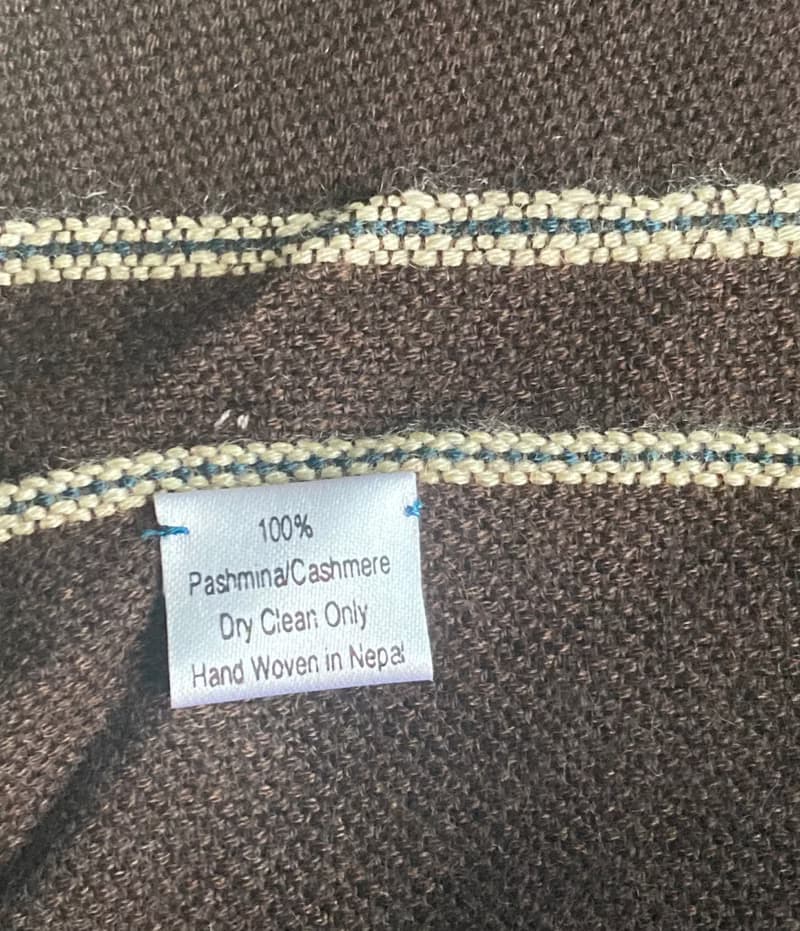 100%
Pashmina/Cashmere
Dry Clean Only
Hand Woven in Nepal